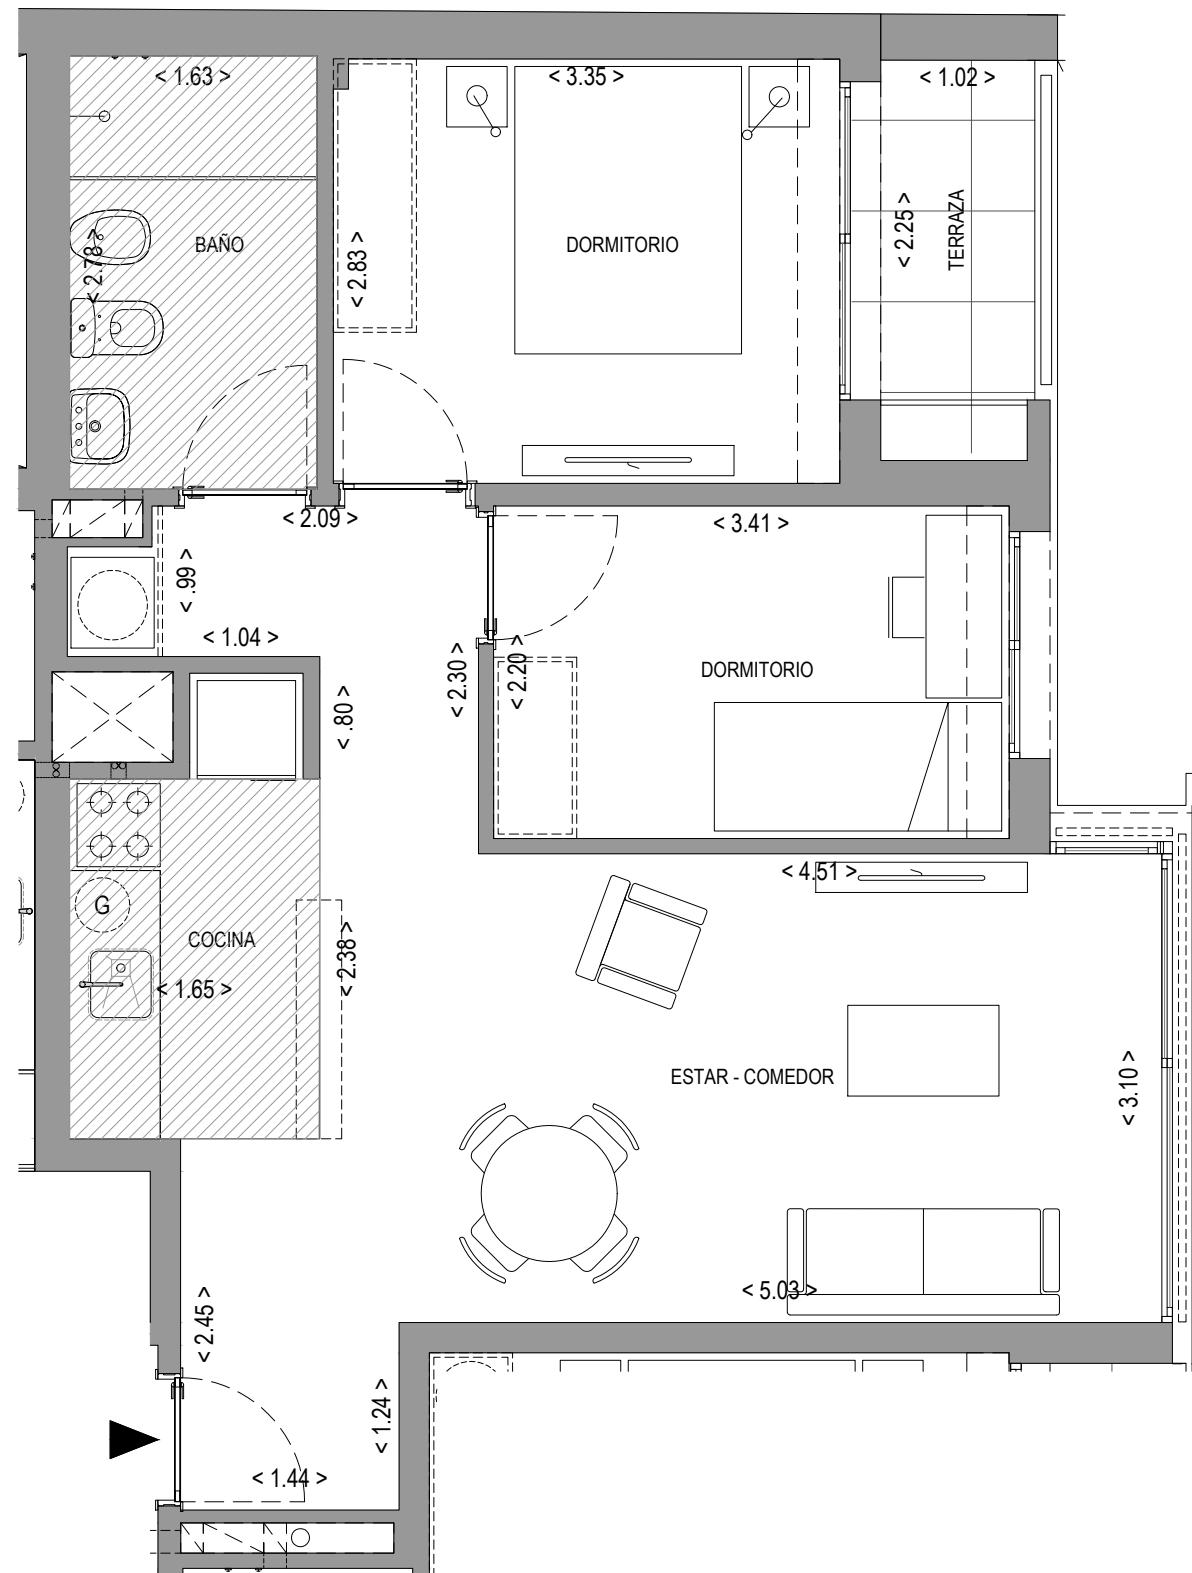 < 1.63 >
< 3.35 >
< 1.02 >
BAÑO
< 2.78 >
< 2.83 >
DORMITORIO
< 2.25 >
TERRAZA
< 2.09 >
< 3.41 >
< .99 >
< 1.04 >
< 2.30 >
< 2.20 >
DORMITORIO
< .80 >
< 4.51 >
G
COCINA
< 2.38 >
< 1.65 >
ESTAR - COMEDOR
< 3.10 >
< 5.03 >
< 2.45 >
< 1.24 >
< 1.44 >